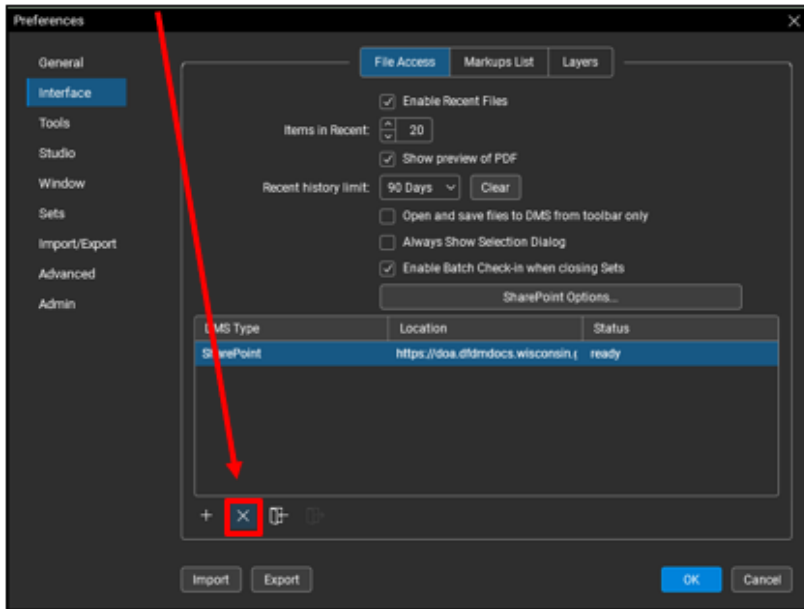 Preferences
General
Interface
Tools
Studio
Window
Sets
Import/Export
Advanced
Admin
File Access Markups List Layers
Enable Recent Files
Items in Recent: 20
Show preview of PDF
Recent history limit: 90 Days Clear
Open and save files to DMS from toolbar only
Always Show Selection Dialog
Enable Batch Check-in when closing Sets
SharePoint Options...
DMS Type Location Status
SharePoint https://doa.dfdmdocs.wisconsin.g ready
Import Export OK Cancel